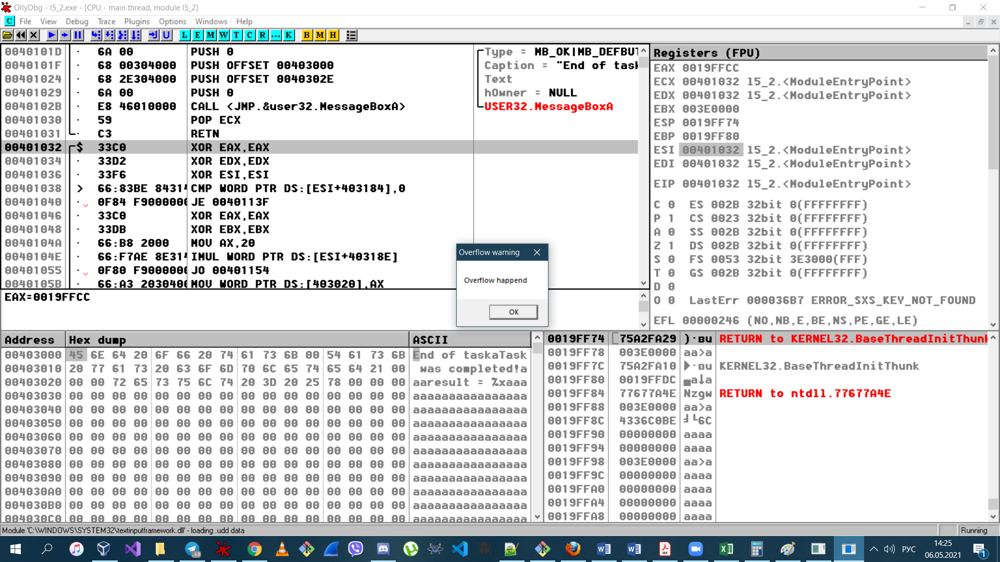 OllyDbg - l5_2.exe - [CPU - main thread, module l5_2]
C File View Debug Trace Plugins Options Windows Help
L E M W T C R ... K B M H
0040101D · 6A 00 PUSH 0 Type = MB_OK|MB_DEFBUT
0040101F · 68 00304000 PUSH OFFSET 00403000 Caption = "End of task
00401024 · 68 2E304000 PUSH OFFSET 0040302E Text
00401029 · 6A 00 PUSH 0 hOwner = NULL
0040102B · E8 46010000 CALL <JMP.&user32.MessageBoxA> USER32.MessageBoxA
00401030 · 59 POP ECX
00401031 · C3 RETN
00401032 $ 33C0 XOR EAX,EAX
00401034 · 33D2 XOR EDX,EDX
00401036 · 33F6 XOR ESI,ESI
00401038 > 66:83BE 84314 CMP WORD PTR DS:[ESI+403184],0
00401040 · 0F84 F9000000 JE 0040113F
00401046 · 33C0 XOR EAX,EAX
00401048 · 33DB XOR EBX,EBX
0040104A · 66:B8 2000 MOV AX,20
0040104E · 66:F7AE 8E314 IMUL WORD PTR DS:[ESI+40318E]
00401055 · 0F80 F9000000 JO 00401154
0040105B · 66:A3 20304000 MOV WORD PTR DS:[403020],AX
EAX=0019FFCC
Registers (FPU)
EAX 0019FFCC
ECX 00401032 l5_2.<ModuleEntryPoint>
EDX 00401032 l5_2.<ModuleEntryPoint>
EBX 003E0000
ESP 0019FF74
EBP 0019FF80
ESI 00401032 l5_2.<ModuleEntryPoint>
EDI 00401032 l5_2.<ModuleEntryPoint>
EIP 00401032 l5_2.<ModuleEntryPoint>
C 0 ES 002B 32bit 0(FFFFFFFF)
P 1 CS 0023 32bit 0(FFFFFFFF)
A 0 SS 002B 32bit 0(FFFFFFFF)
Z 1 DS 002B 32bit 0(FFFFFFFF)
S 0 FS 0053 32bit 3E3000(FFF)
T 0 GS 002B 32bit 0(FFFFFFFF)
D 0
O 0 LastErr 000036B7 ERROR_SXS_KEY_NOT_FOUND
EFL 00000246 (NO,NB,E,BE,NS,PE,GE,LE)
Overflow warning
Overflow happend
OK
Address Hex dump ASCII
00403000 45 6E 64 20 6F 66 20 74 61 73 6B 00 54 61 73 6B End of taskaTask
00403010 20 77 61 73 20 63 6F 6D 70 6C 65 74 65 64 21 00 was completed!a
00403020 00 00 72 65 73 75 6C 74 20 3D 20 25 78 00 00 00 aaresult = %xaaa
00403030 00 00 00 00 00 00 00 00 00 00 00 00 00 00 00 00 aaaaaaaaaaaaaaaa
00403040 00 00 00 00 00 00 00 00 00 00 00 00 00 00 00 00 aaaaaaaaaaaaaaaa
00403050 00 00 00 00 00 00 00 00 00 00 00 00 00 00 00 00 aaaaaaaaaaaaaaaa
00403060 00 00 00 00 00 00 00 00 00 00 00 00 00 00 00 00 aaaaaaaaaaaaaaaa
00403070 00 00 00 00 00 00 00 00 00 00 00 00 00 00 00 00 aaaaaaaaaaaaaaaa
00403080 00 00 00 00 00 00 00 00 00 00 00 00 00 00 00 00 aaaaaaaaaaaaaaaa
00403090 00 00 00 00 00 00 00 00 00 00 00 00 00 00 00 00 aaaaaaaaaaaaaaaa
004030A0 00 00 00 00 00 00 00 00 00 00 00 00 00 00 00 00 aaaaaaaaaaaaaaaa
004030B0 00 00 00 00 00 00 00 00 00 00 00 00 00 00 00 00 aaaaaaaaaaaaaaaa
004030C0 00 00 00 00 00 00 00 00 00 00 00 00 00 00 00 00 aaaaaaaaaaaaaaaa
0019FF74 75A2FA29 )·вu RETURN to KERNEL32.BaseThreadInitThunk
0019FF78 003E0000 aa>a
0019FF7C 75A2FA10 ►·вu KERNEL32.BaseThreadInitThunk
0019FF80 0019FFDC ▄a↓a
0019FF84 77677A4E Nzgw RETURN to ntdll.77677A4E
0019FF88 003E0000 aa>a
0019FF8C 4336C0BE ╛└6C
0019FF90 00000000 aaaa
0019FF94 00000000 aaaa
0019FF98 003E0000 aa>a
0019FF9C 00000000 aaaa
0019FFA0 00000000 aaaa
0019FFA4 00000000 aaaa
0019FFA8 00000000 aaaa
Module 'C:\WINDOWS\SYSTEM32\textinputframework.dll' - loading .udd data Running
.68 РУС 14:25
06.05.2021 1